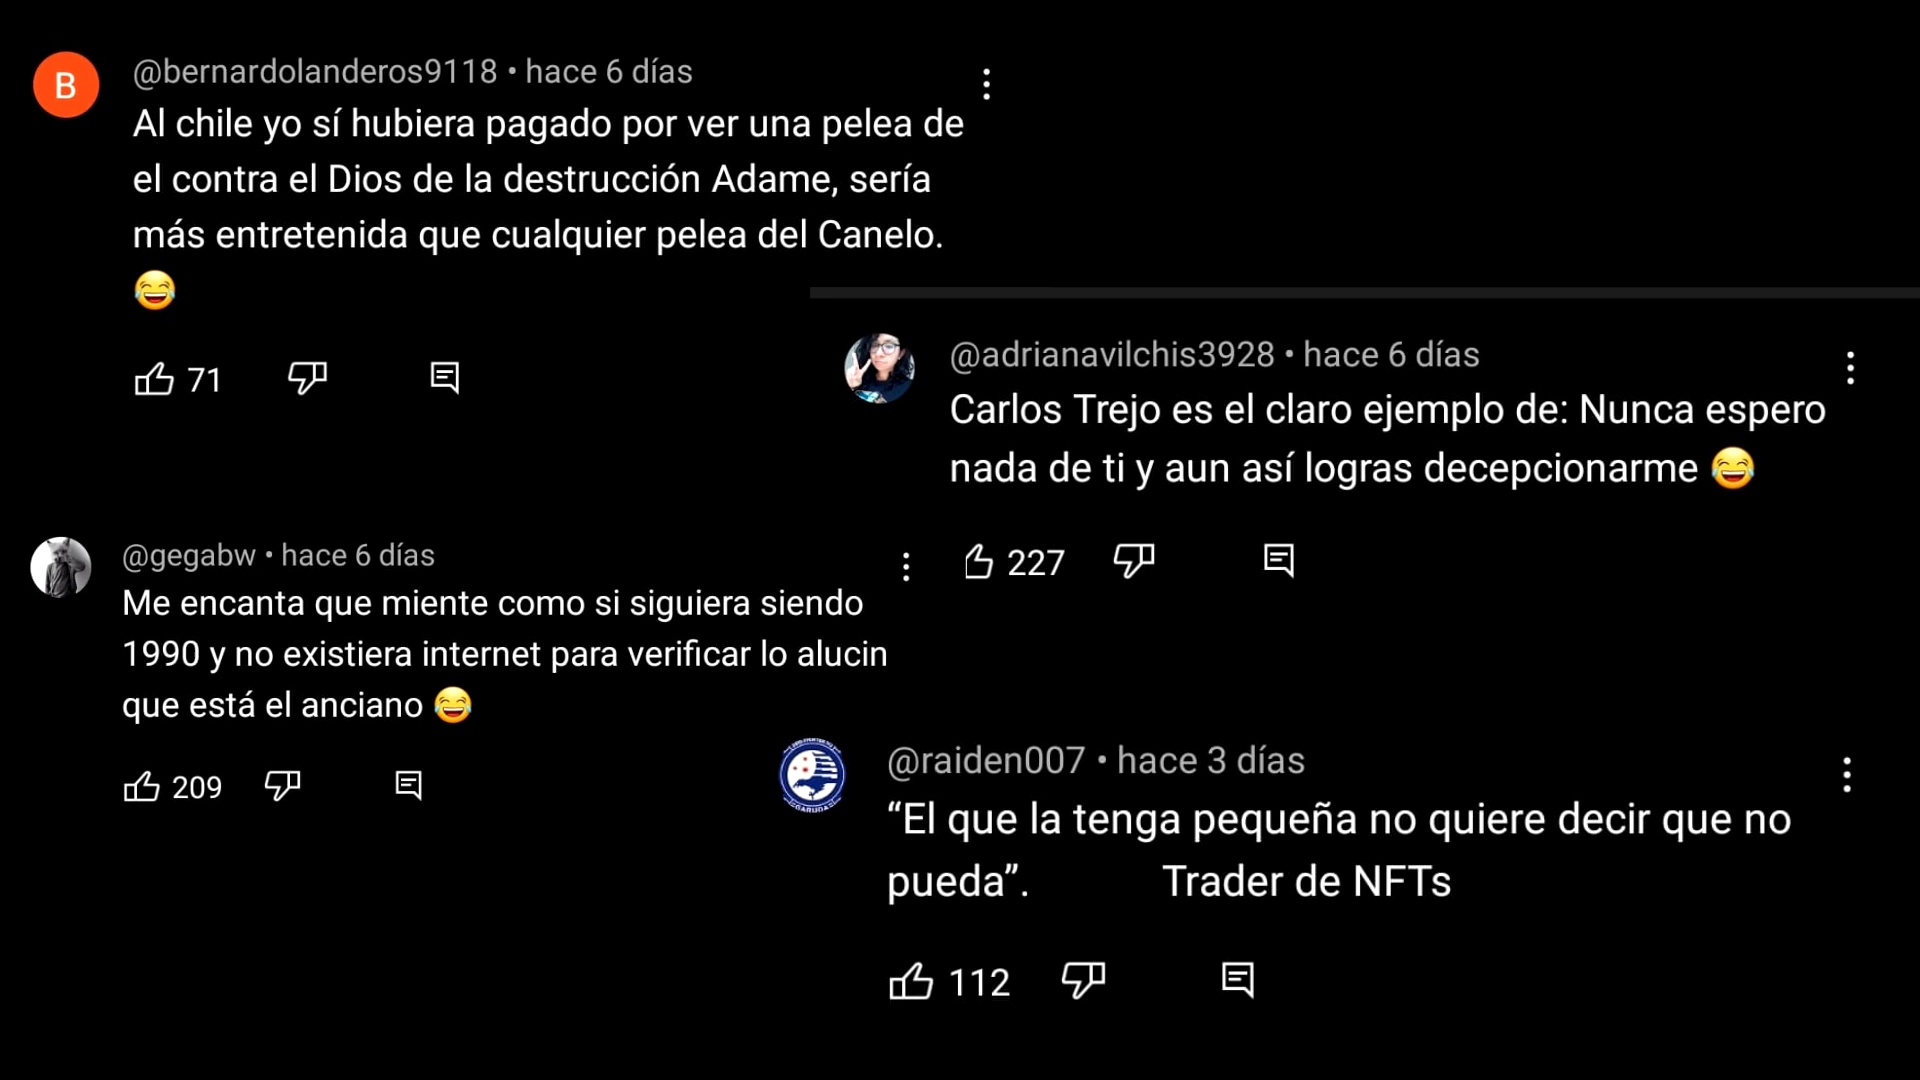 B
@bernardolanderos9118 • hace 6 días
Al chile yo sí hubiera pagado por ver una pelea de
el contra el Dios de la destrucción Adame, sería
más entretenida que cualquier pelea del Canelo.
😂
71
@adrianavilchis3928 • hace 6 días
Carlos Trejo es el claro ejemplo de: Nunca espero
nada de ti y aun así logras decepcionarme 😂
227
@gegabw • hace 6 días
Me encanta que miente como si siguiera siendo
1990 y no existiera internet para verificar lo alucin
que está el anciano 😂
209
@raiden007 • hace 3 días
“El que la tenga pequeña no quiere decir que no
pueda”. Trader de NFTs
112